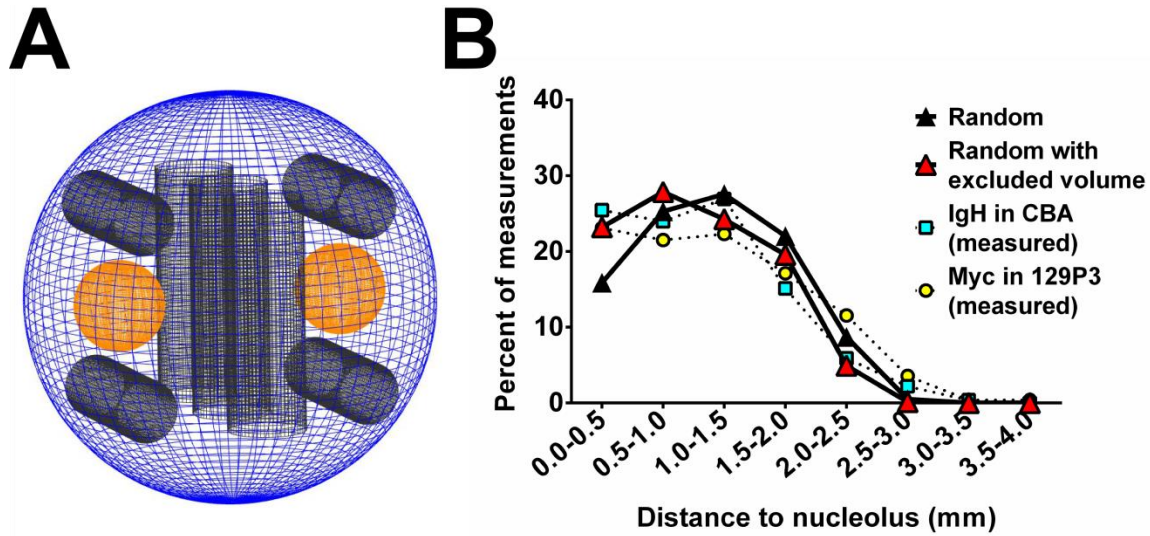 A
B
Percent of measurements
40
30
20
10
0
Random
Random with
excluded volume
IgH in CBA
(measured)
Myc in 129P3
(measured)
0.0-0.5
0.5-1.0
1.0-1.5
1.5-2.0
2.0-2.5
2.5-3.0
3.0-3.5
3.5-4.0
Distance to nucleolus (mm)